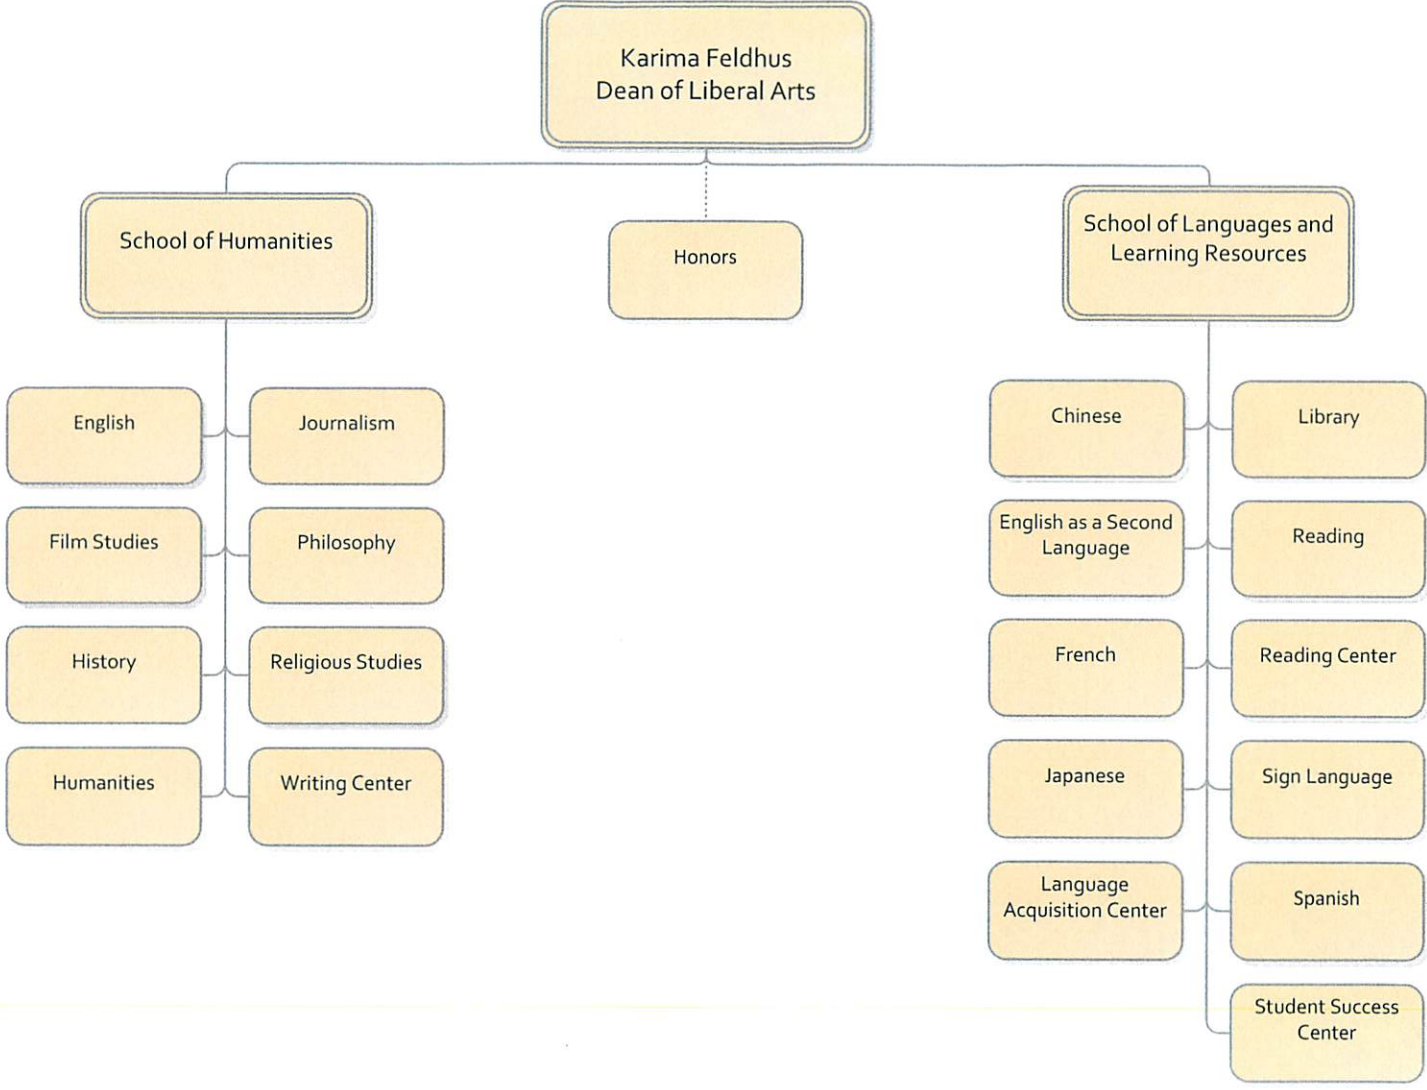 Karima Feldhus
Dean of Liberal Arts
School of Humanities
Honors
School of Languages and
Learning Resources
English
Journalism
Film Studies
Philosophy
History
Religious Studies
Humanities
Writing Center
Chinese
Library
English as a Second
Language
Reading
French
Reading Center
Japanese
Sign Language
Language
Acquisition Center
Spanish
Student Success
Center